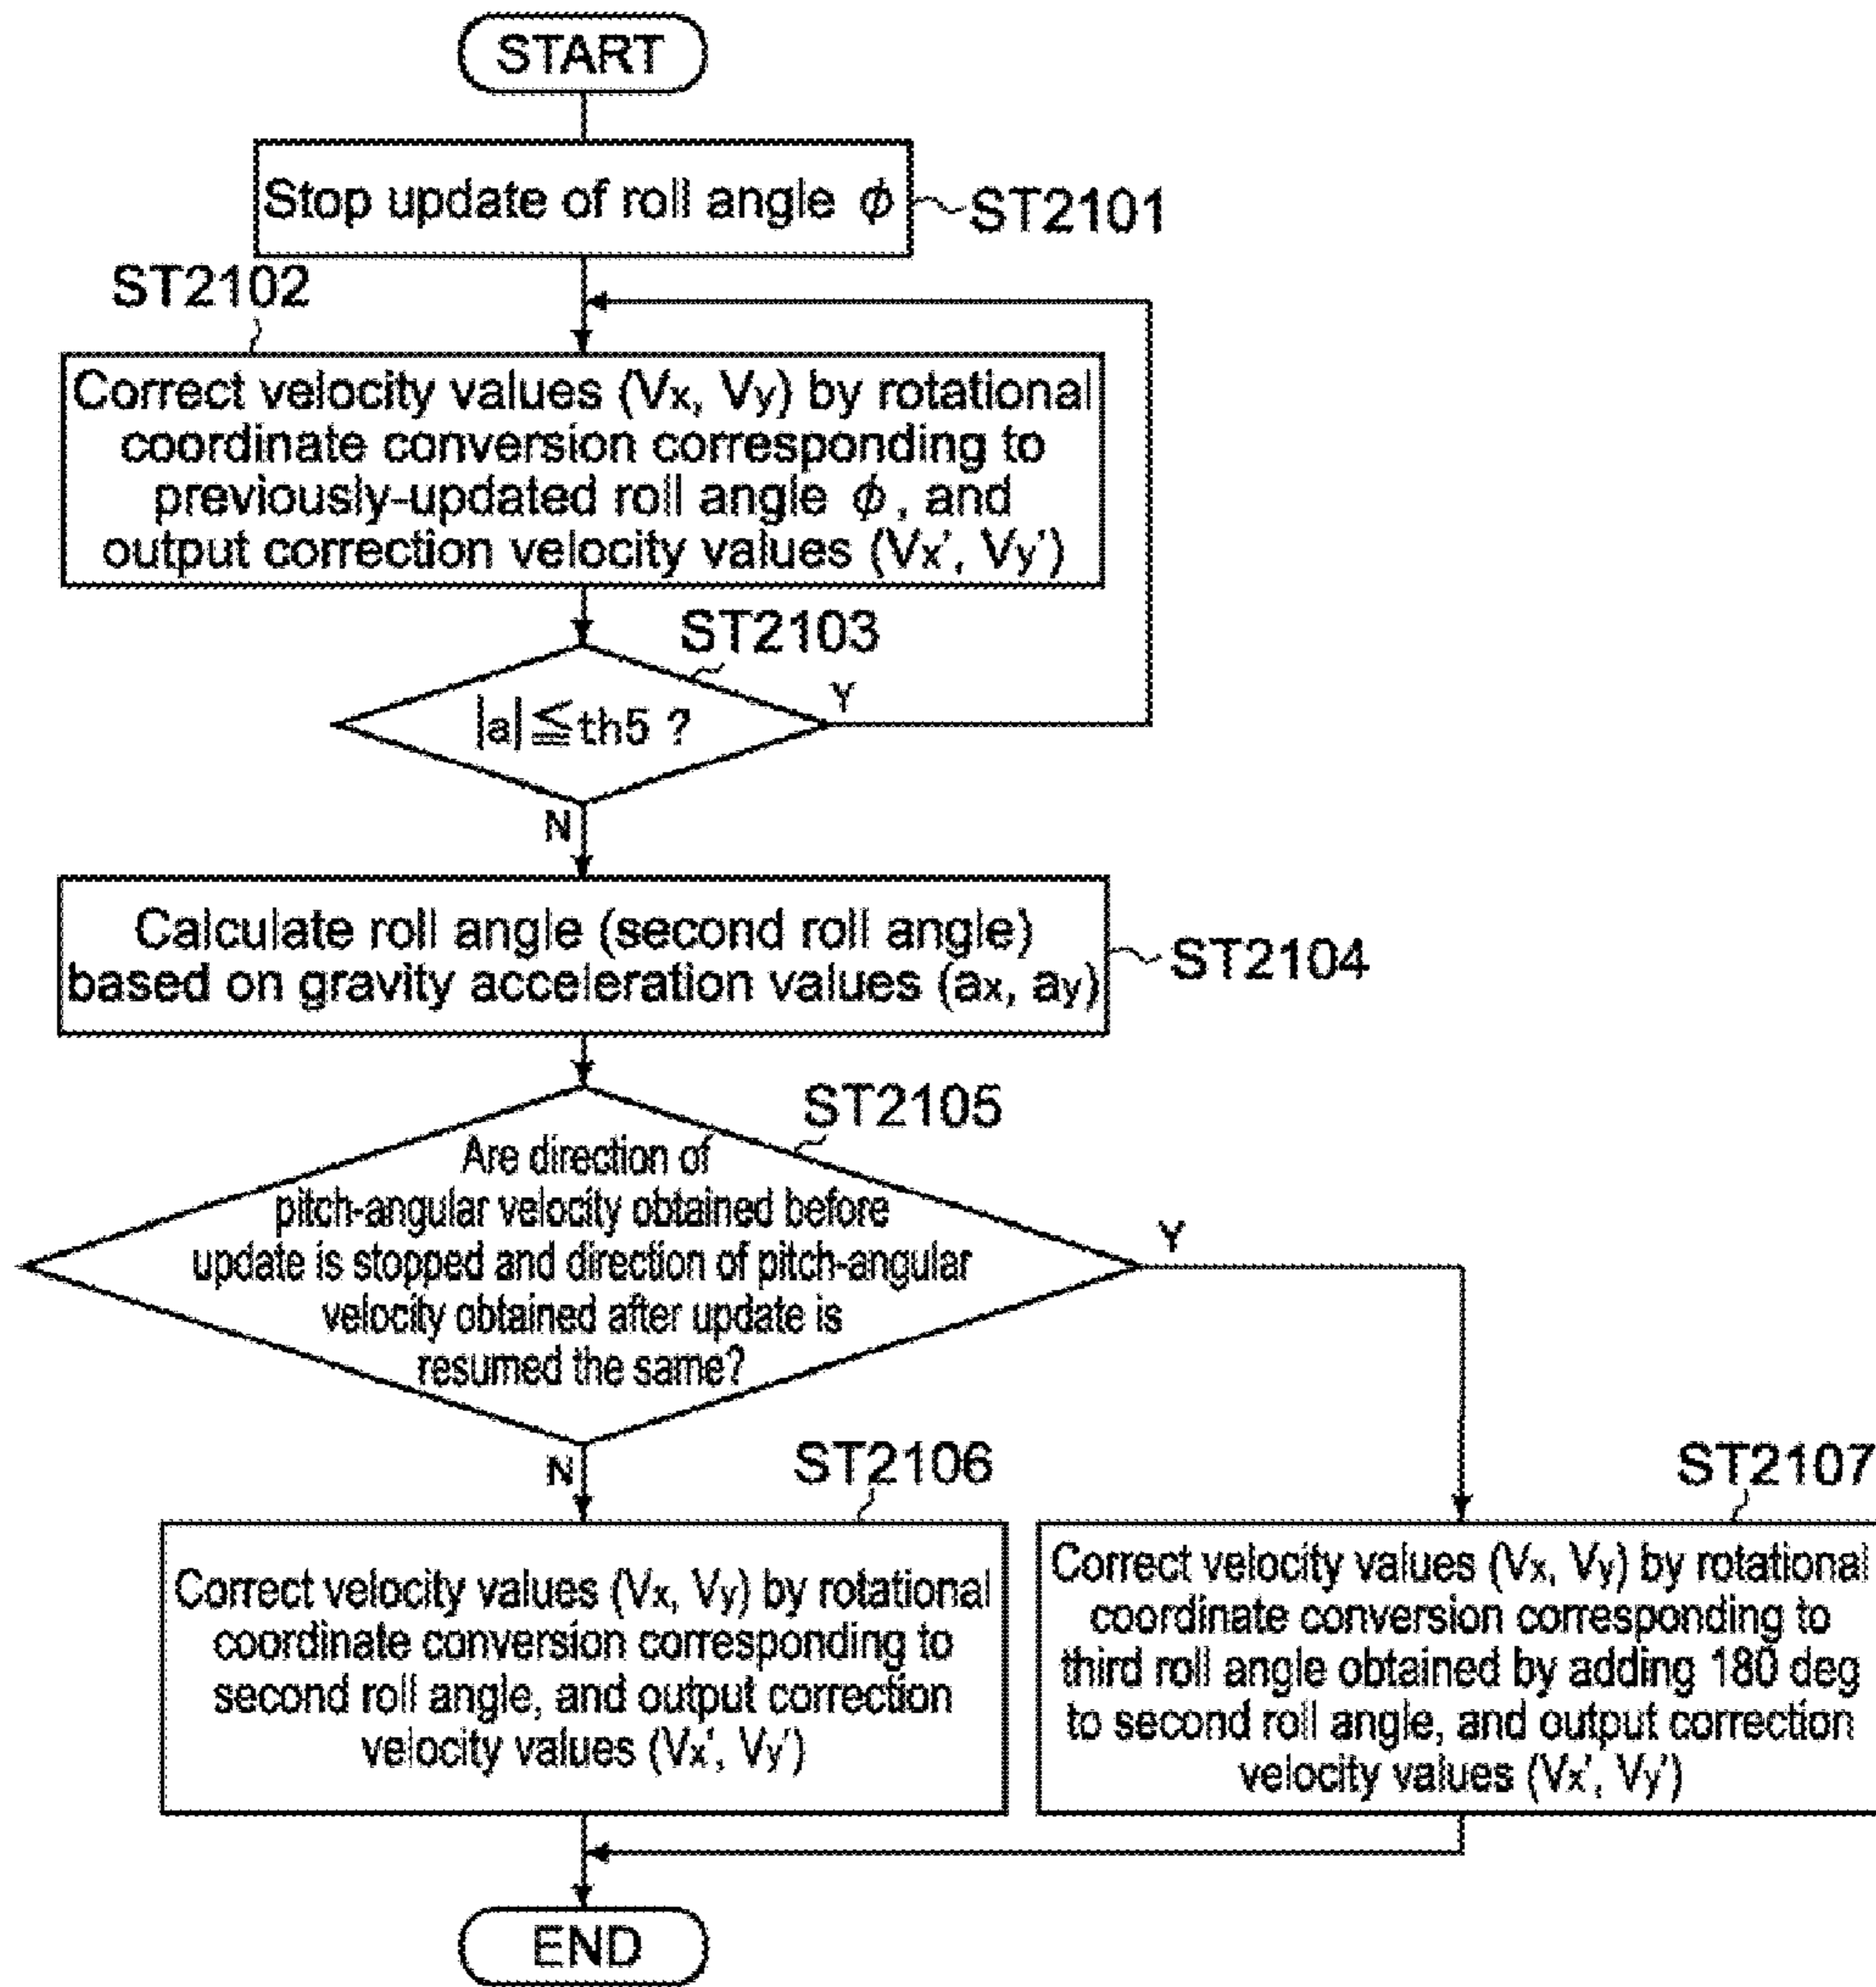 START
Stop update of roll angle ϕ
ST2101
ST2102
Correct velocity values (Vx, Vy) by rotational
coordinate conversion corresponding to
previously-updated roll angle ϕ, and
output correction velocity values (Vx', Vy')
ST2103
|a|≦th5 ?
Y
N
Calculate roll angle (second roll angle)
based on gravity acceleration values (ax, ay)
ST2104
ST2105
Are direction of
pitch-angular velocity obtained before
update is stopped and direction of pitch-angular
velocity obtained after update is
resumed the same?
Y
N
ST2106
Correct velocity values (Vx, Vy) by rotational
coordinate conversion corresponding to
second roll angle, and output correction
velocity values (Vx', Vy')
ST2107
Correct velocity values (Vx, Vy) by rotational
coordinate conversion corresponding to
third roll angle obtained by adding 180 deg
to second roll angle, and output correction
velocity values (Vx', Vy')
END